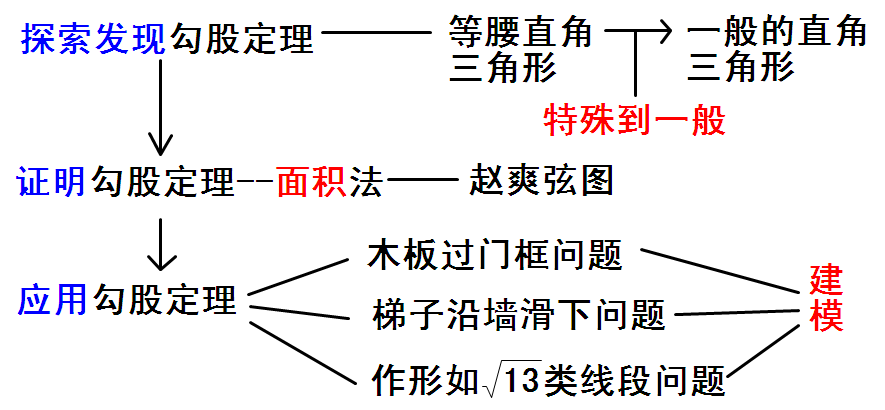 探索发现勾股定理 等腰直角三角形 一般的直角三角形
特殊到一般
证明勾股定理--面积法 赵爽弦图
木板过门框问题
应用勾股定理 梯子沿墙滑下问题 建模
作形如√13类线段问题